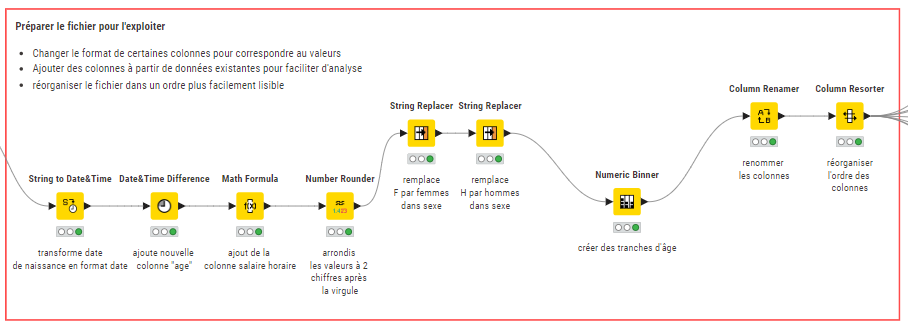 Préparer le fichier pour l'exploiter
Changer le format de certaines colonnes pour correspondre au valeurs
Ajouter des colonnes à partir de données existantes pour faciliter d'analyse
réorganiser le fichier dans un ordre plus facilement lisible
String to Date&Time
transforme date
de naissance en format date
Date&Time Difference
ajoute nouvelle
colonne "age"
Math Formula
f(x)
ajout de la
colonne salaire horaire
Number Rounder
≈
1.423
arrondis
les valeurs à 2
chiffres après
la virgule
String Replacer
remplace
F par femmes
dans sexe
String Replacer
remplace
H par hommes
dans sexe
Numeric Binner
créer des tranches d'âge
Column Renamer
A
B
renommer
les colonnes
Column Resorter
réorganiser
l'ordre des
colonnes